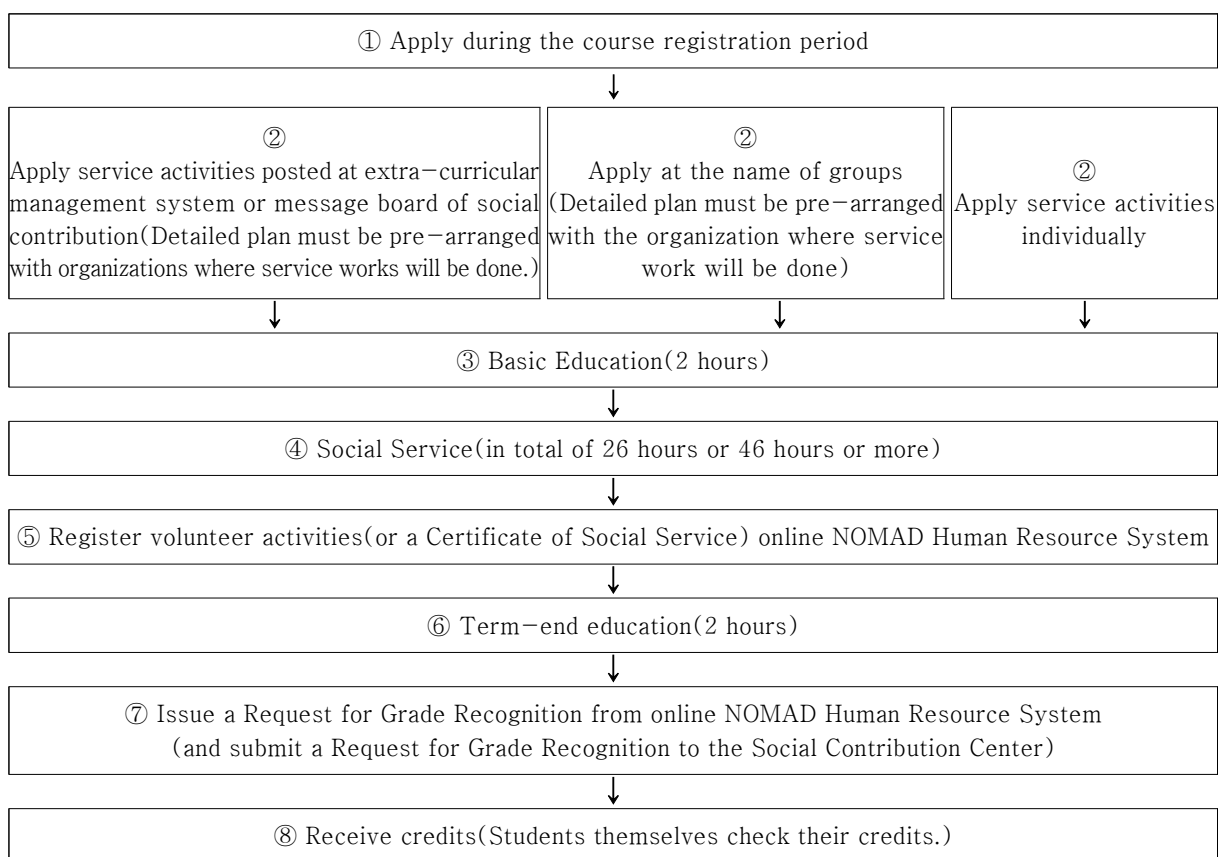 ① Apply during the course registration period
②
Apply service activities posted at extra-curricular
management system or message board of social
contribution(Detailed plan must be pre-arranged
with organizations where service works will be done.)
②
Apply at the name of groups
(Detailed plan must be pre-arranged
with the organization where service
work will be done)
②
Apply service activities
individually
③ Basic Education(2 hours)
④ Social Service(in total of 26 hours or 46 hours or more)
⑤ Register volunteer activities(or a Certificate of Social Service) online NOMAD Human Resource System
⑥ Term-end education(2 hours)
⑦ Issue a Request for Grade Recognition from online NOMAD Human Resource System
(and submit a Request for Grade Recognition to the Social Contribution Center)
⑧ Receive credits(Students themselves check their credits.)